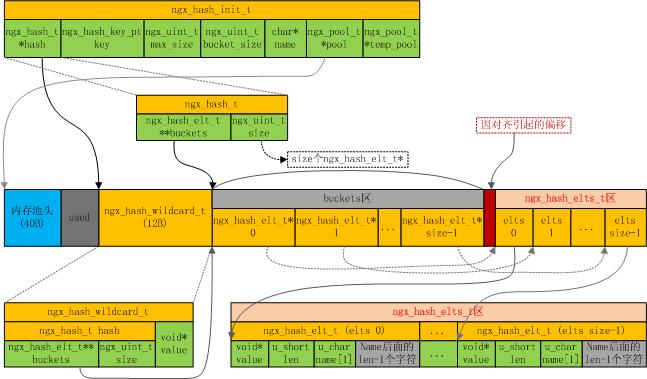 ngx_hash_init_t
ngx_hash_t ngx_hash_key_pt ngx_uint_t ngx_uint_t char* ngx_pool_t ngx_pool_t
*hash key max_size bucket_size name *pool *temp_pool
ngx_hash_t
ngx_hash_elt_t ngx_uint_t
**buckets size
因对齐引起的偏移
size个ngx_hash_elt_t*
内存池头
(40B)
used
ngx_hash_wildcard_t
(12B)
buckets区
ngx_hash_elt_t* ngx_hash_elt_t* ... ngx_hash_elt_t*
0 1 size-1
ngx_hash_elts_t区
elts elts ... elts
0 1 size-1
ngx_hash_wildcard_t
ngx_hash_t hash
void*
value
ngx_hash_elt_t** ngx_uint_t
buckets size
ngx_hash_elts_t区
ngx_hash_elt_t (elts 0) ... ngx_hash_elt_t (elts size-1)
void* u_short u_char Name后面的 ... void* u_short u_char Name后面的
value len name[1] len-1个字符 value len name[1] len-1个字符